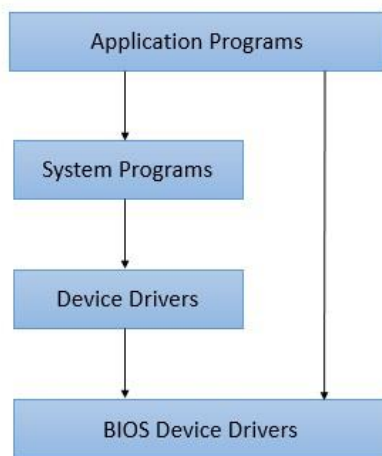 Application Programs
System Programs
Device Drivers
BIOS Device Drivers